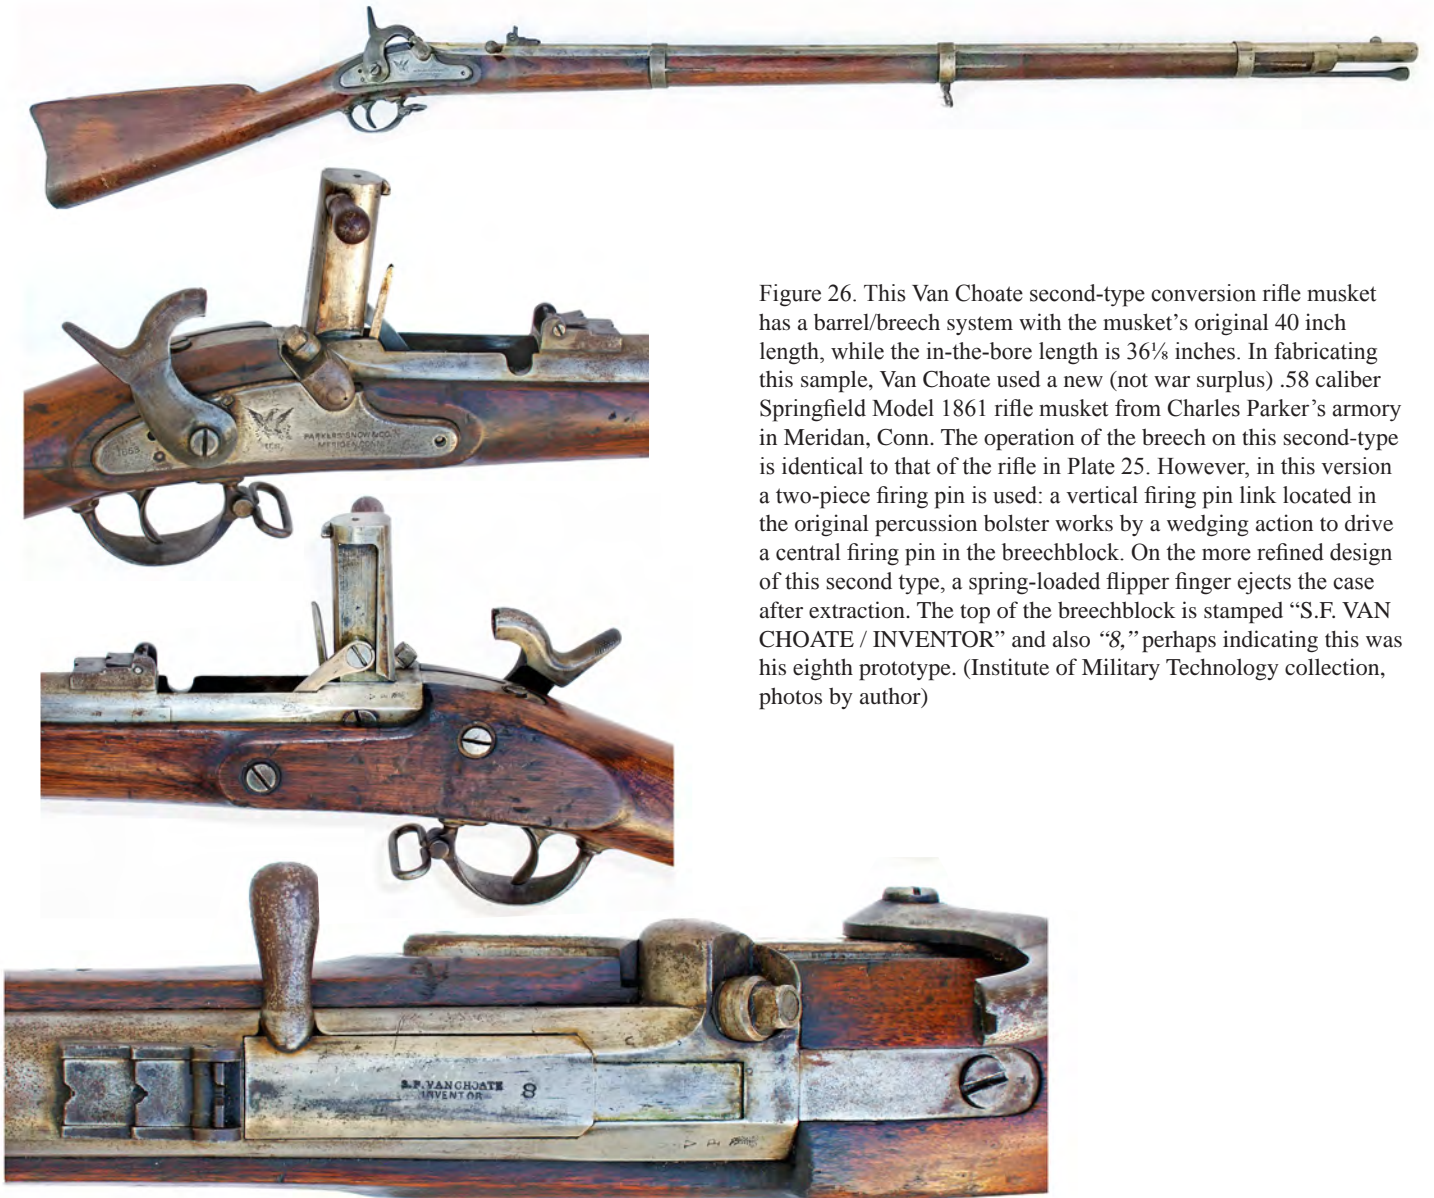 1863
PARKERS' SNOW & CO.
MERIDEN, CONN.
Figure 26. This Van Choate second-type conversion rifle musket
has a barrel/breech system with the musket’s original 40 inch
length, while the in-the-bore length is 36⅛ inches. In fabricating
this sample, Van Choate used a new (not war surplus) .58 caliber
Springfield Model 1861 rifle musket from Charles Parker’s armory
in Meridan, Conn. The operation of the breech on this second-type
is identical to that of the rifle in Plate 25. However, in this version
a two-piece firing pin is used: a vertical firing pin link located in
the original percussion bolster works by a wedging action to drive
a central firing pin in the breechblock. On the more refined design
of this second type, a spring-loaded flipper finger ejects the case
after extraction. The top of the breechblock is stamped “S.F. VAN
CHOATE / INVENTOR” and also “8,” perhaps indicating this was
his eighth prototype. (Institute of Military Technology collection,
photos by author)
S.F. VAN CHOATE
INVENTOR
8
V P